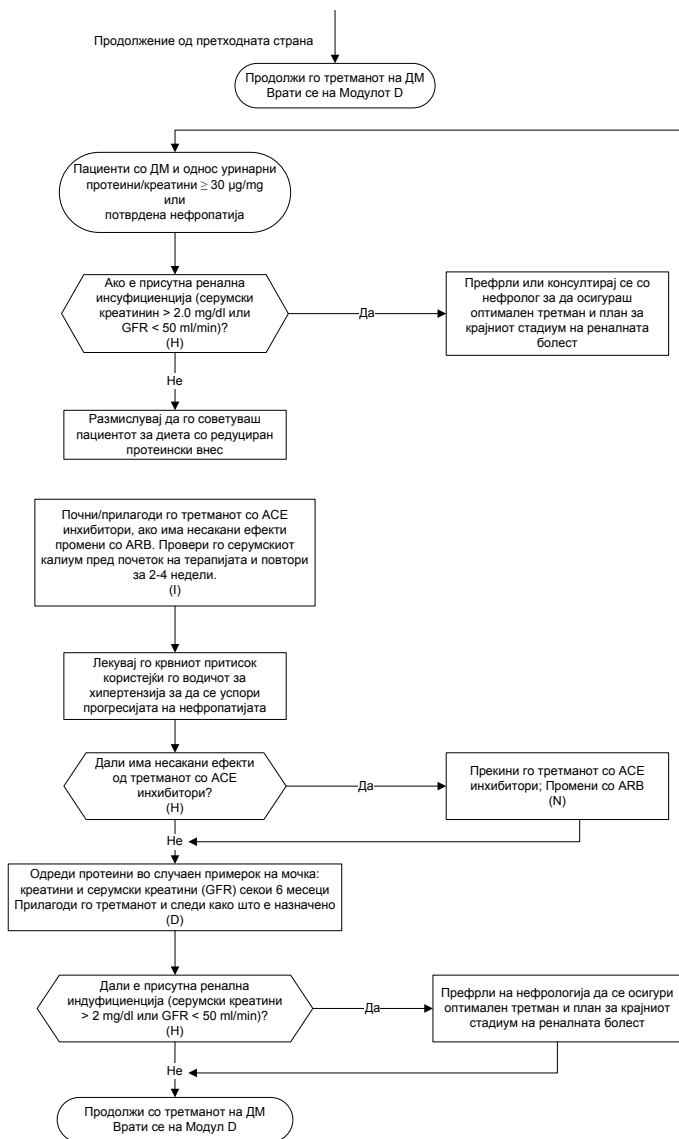 Продолжение од претходната страна
Продолжи го третманот на ДМ
Врати се на Модулот D
Пациенти со ДМ и однос уринарни
протеини/креатини ≥ 30 μg/mg
или
потврдена нефропатија
Ако е присутна ренална
инсуфициенција (серумски
креатинин > 2.0 mg/dl или
GFR < 50 ml/min)?
(H)
Да
Префрли или консултирај се со
нефролог за да осигураш
оптимален третман и план за
крајниот стадиум на реналната
болест
Не
Размислувај да го советуваш
пациентот за диета со редуциран
протеински внес
Почни/прилагоди го третманот со ACE
инхибитори, ако има несакани ефекти
промени со ARB. Провери го серумскиот
калиум пред почеток на терапијата и повтори
за 2-4 недели.
(I)
Лекувај го крвниот притисок
користејќи го водичот за
хипертензија за да се успори
прогресијата на нефропатијата
Дали има несакани ефекти
од третманот со ACE
инхибитори?
(H)
Да
Прекини го третманот со ACE
инхибитори; Промени со ARB
(N)
Не
Одреди протеини во случаен примерок на мочка:
креатини и серумски креатини (GFR) секои 6 месеци
Прилагоди го третманот и следи како што е назначено
(D)
Дали е присутна ренална
индуфициенција (серумски креатини
> 2 mg/dl или GFR < 50 ml/min)?
(H)
Да
Префрли на нефрологија да се осигури
оптимален третман и план за крајниот
стадиум на реналната болест
Не
Продолжи со третманот на ДМ
Врати се на Модул D